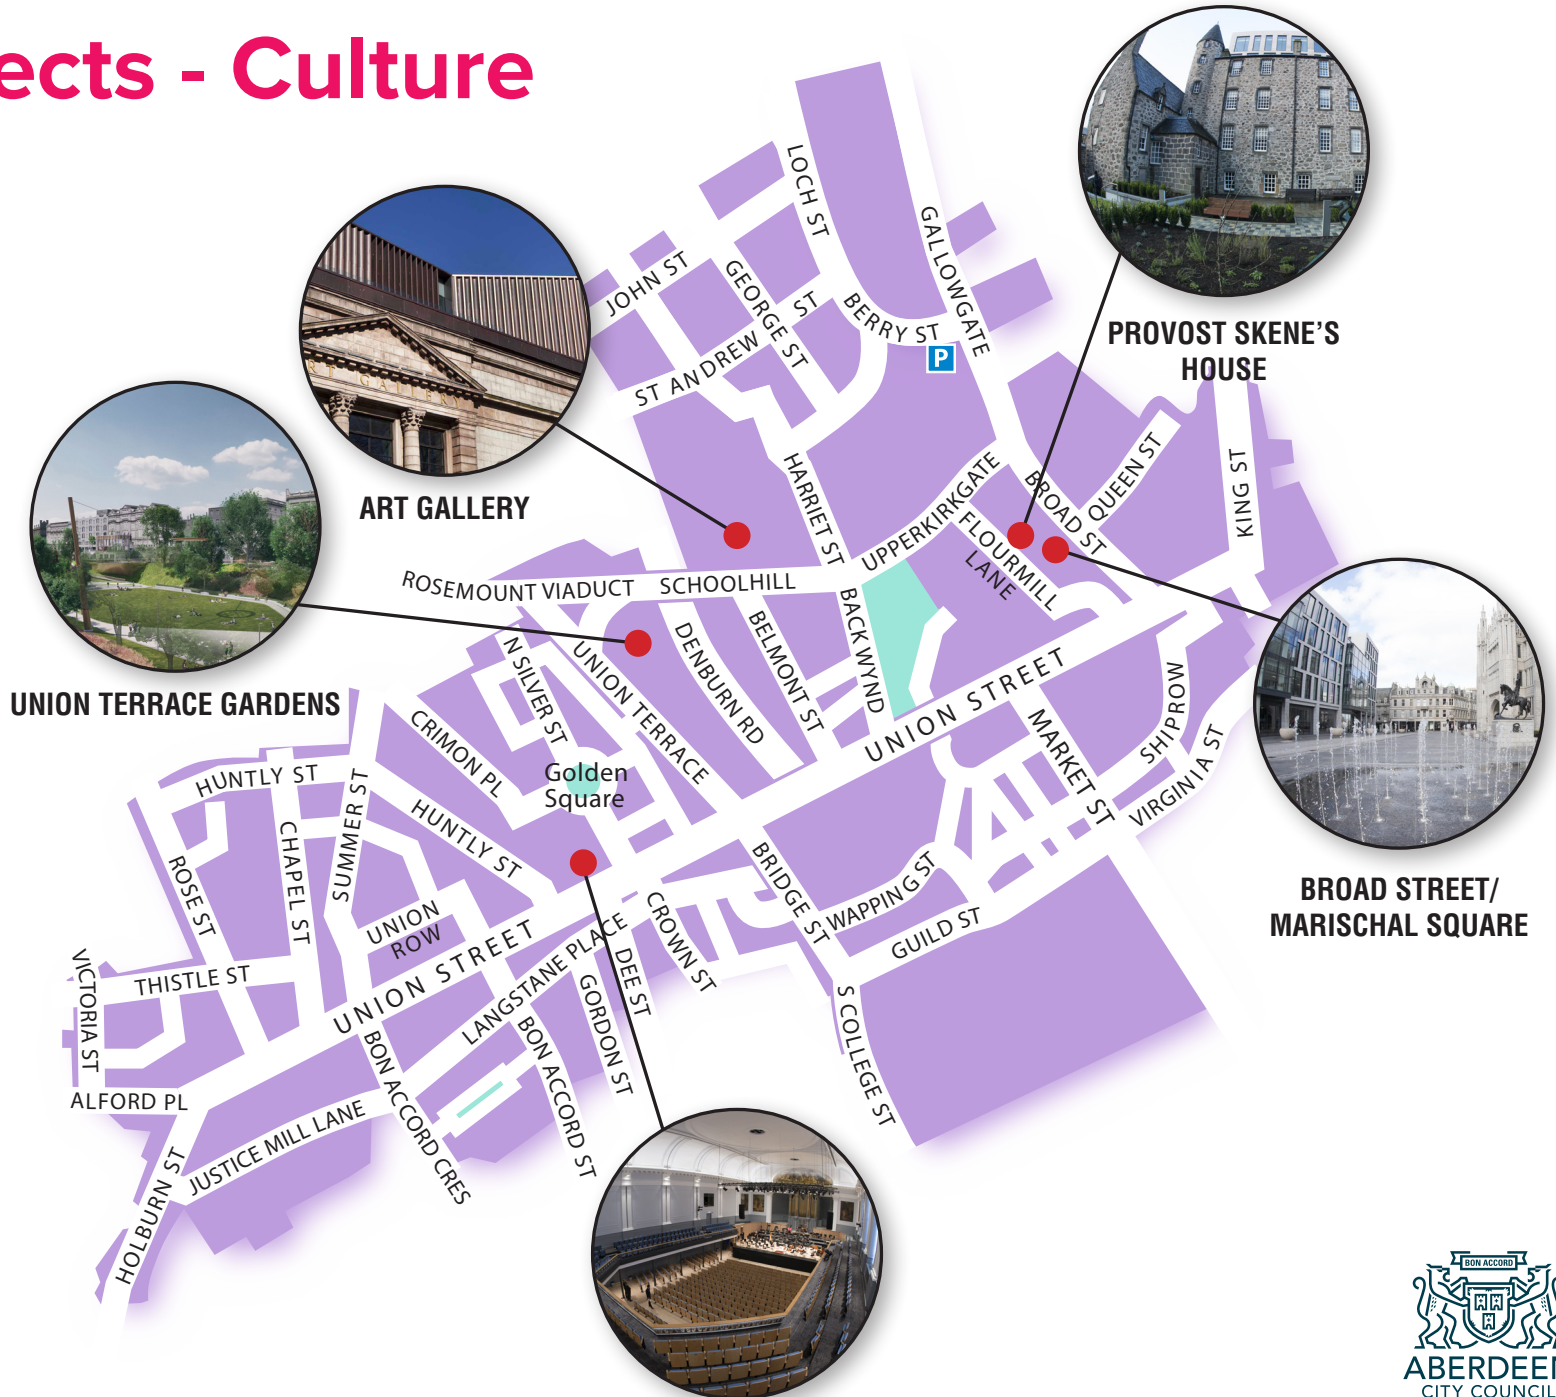 ects - Culture
PROVOST SKENE'S
HOUSE
ART GALLERY
ART GALLERY
UNION TERRACE GARDENS
BROAD STREET/
MARISCHAL SQUARE
LOCH ST
GALLOWGATE
JOHN ST
GEORGE ST
ST ANDREW ST
BERRY ST
P
HARRIET ST
UPPERKIRKGATE
BROAD ST
QUEEN ST
KING ST
FLOURMILL
LANE
ROSEMOUNT VIADUCT
SCHOOLHILL
BACK WYND
BELMONT ST
DENBURN RD
UNION TERRACE
N SILVER ST
CRIMON PL
Golden
Square
UNION STREET
MARKET ST
SHIPROW
VIRGINIA ST
HUNTLY ST
HUNTLY ST
SUMMER ST
CHAPEL ST
ROSE ST
UNION
ROW
THISTLE ST
VICTORIA ST
ALFORD PL
HOLBURN ST
JUSTICE MILL LANE
UNION STREET
LANGSTANE PLACE
BON ACCORD CRES
BON ACCORD ST
GORDON ST
DEE ST
CROWN ST
BRIDGE ST
WAPPING ST
GUILD ST
S COLLEGE ST
BON ACCORD
ABERDEEN
CITY COUNCIL